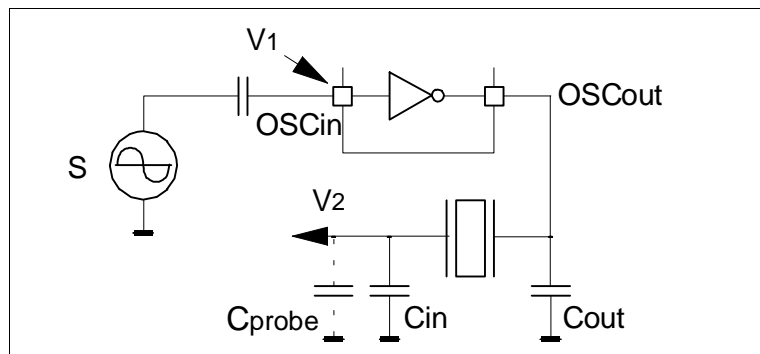 V1
OSCin
OSCout
S
V2
Cprobe
Cin
Cout